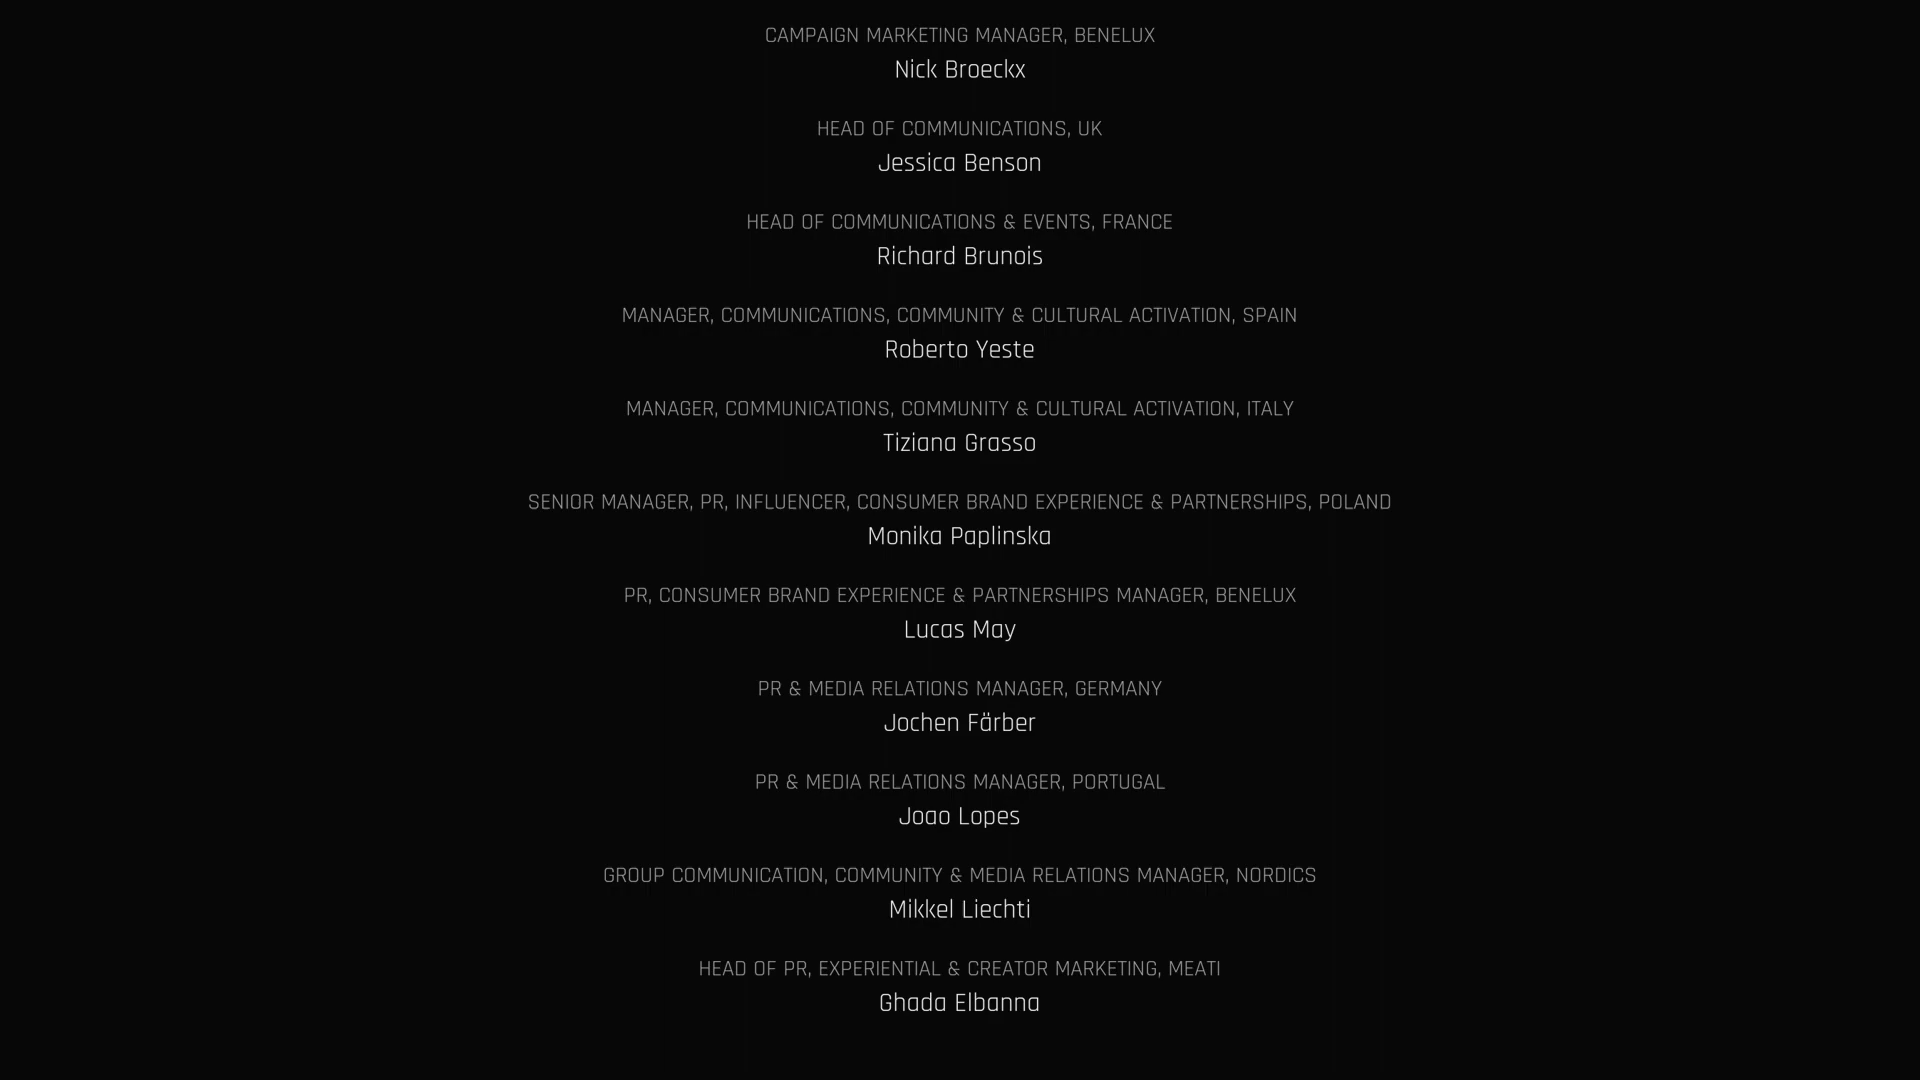 CAMPAIGN MARKETING MANAGER, BENELUX
Nick Broeckx
HEAD OF COMMUNICATIONS, UK
Jessica Benson
HEAD OF COMMUNICATIONS & EVENTS, FRANCE
Richard Brunois
MANAGER, COMMUNICATIONS, COMMUNITY & CULTURAL ACTIVATION, SPAIN
Roberto Yeste
MANAGER, COMMUNICATIONS, COMMUNITY & CULTURAL ACTIVATION, ITALY
Tiziana Grasso
SENIOR MANAGER, PR, INFLUENCER, CONSUMER BRAND EXPERIENCE & PARTNERSHIPS, POLAND
Monika Paplinska
PR, CONSUMER BRAND EXPERIENCE & PARTNERSHIPS MANAGER, BENELUX
Lucas May
PR & MEDIA RELATIONS MANAGER, GERMANY
Jochen Färber
PR & MEDIA RELATIONS MANAGER, PORTUGAL
Joao Lopes
GROUP COMMUNICATION, COMMUNITY & MEDIA RELATIONS MANAGER, NORDICS
Mikkel Liechti
HEAD OF PR, EXPERIENTIAL & CREATOR MARKETING, MEATI
Ghada Elbanna